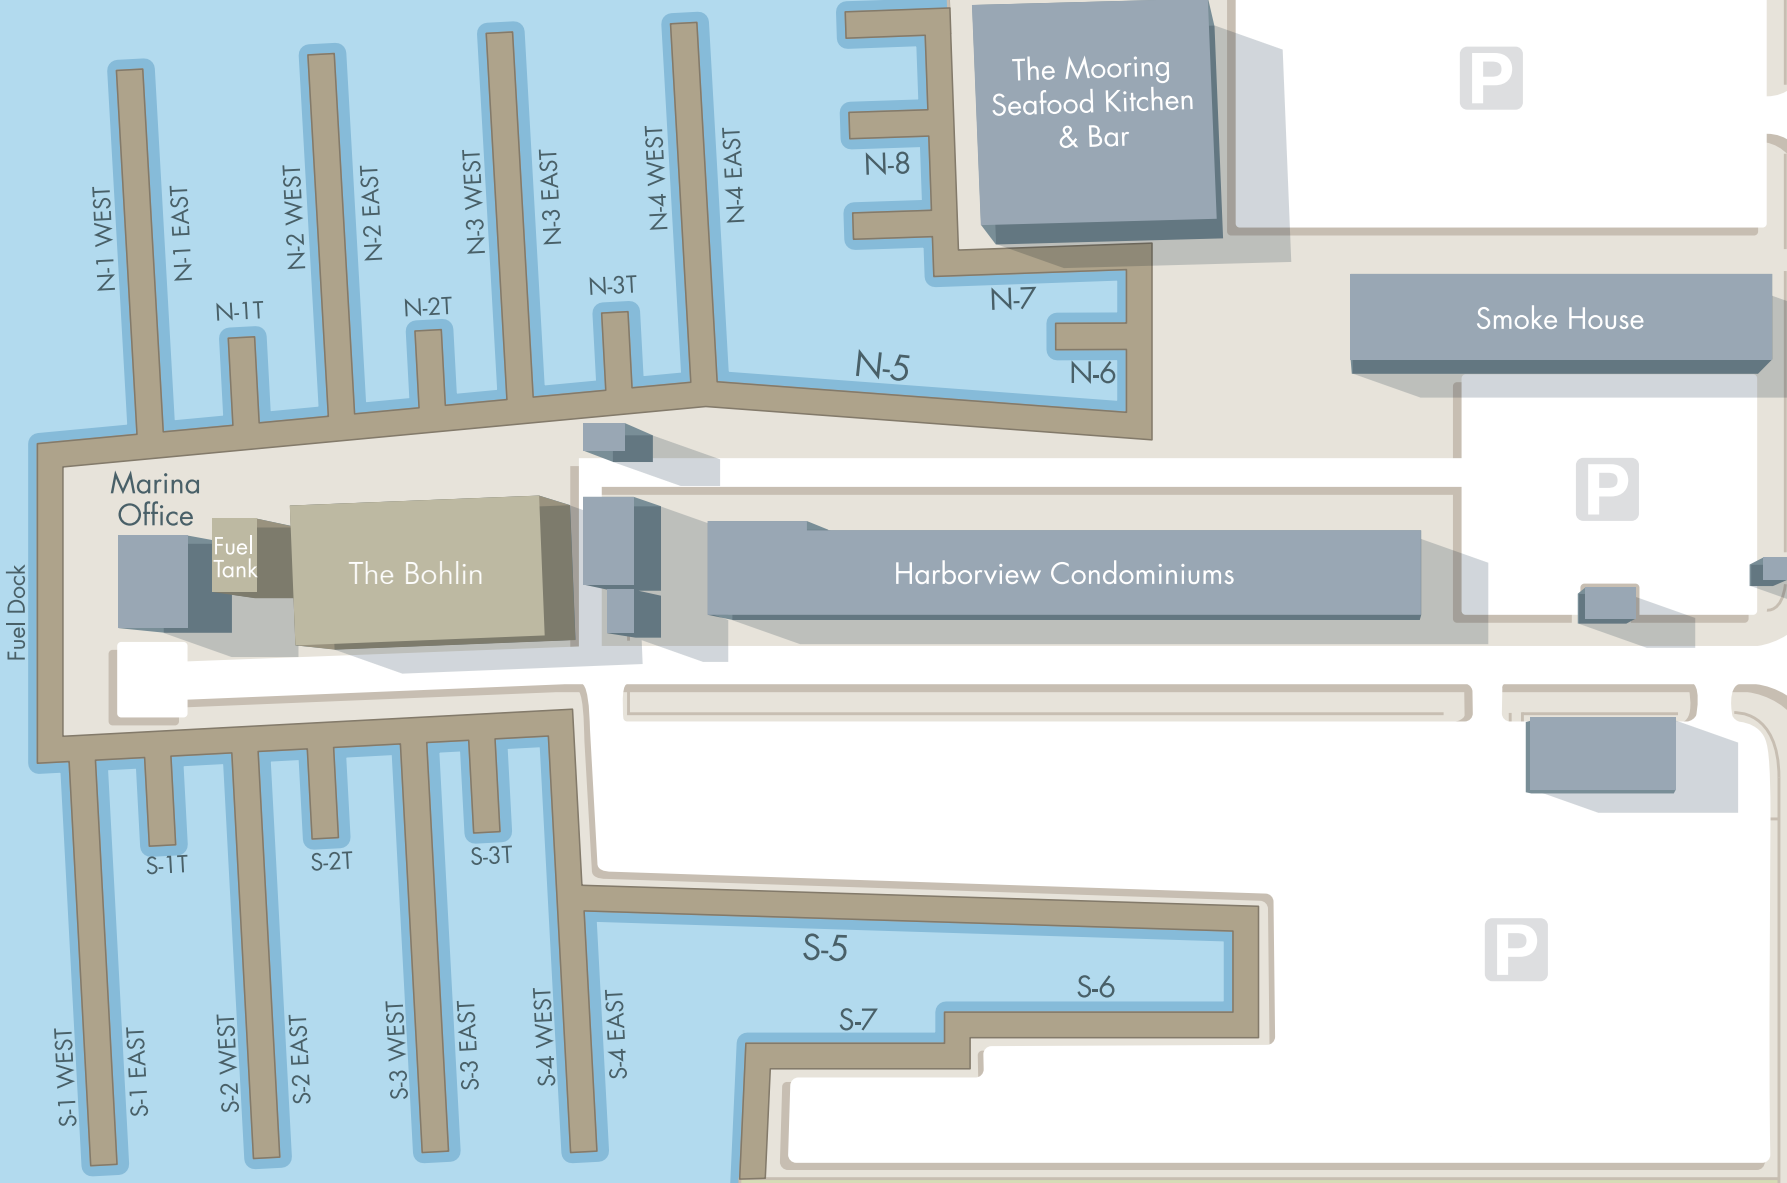 The Mooring
Seafood Kitchen
& Bar
P
N-8
N-4 WEST
N-4 EAST
N-3 WEST
N-3 EAST
N-2 WEST
N-2 EAST
N-1 WEST
N-1 EAST
N-3T
N-2T
N-1T
N-7
Smoke House
N-5
N-6
Marina
Office
P
Fuel
Tank
The Bohlin
Harborview Condominiums
Fuel Dock
S-1T
S-2T
S-3T
S-5
P
S-6
S-7
S-1 WEST
S-1 EAST
S-2 WEST
S-2 EAST
S-3 WEST
S-3 EAST
S-4 WEST
S-4 EAST